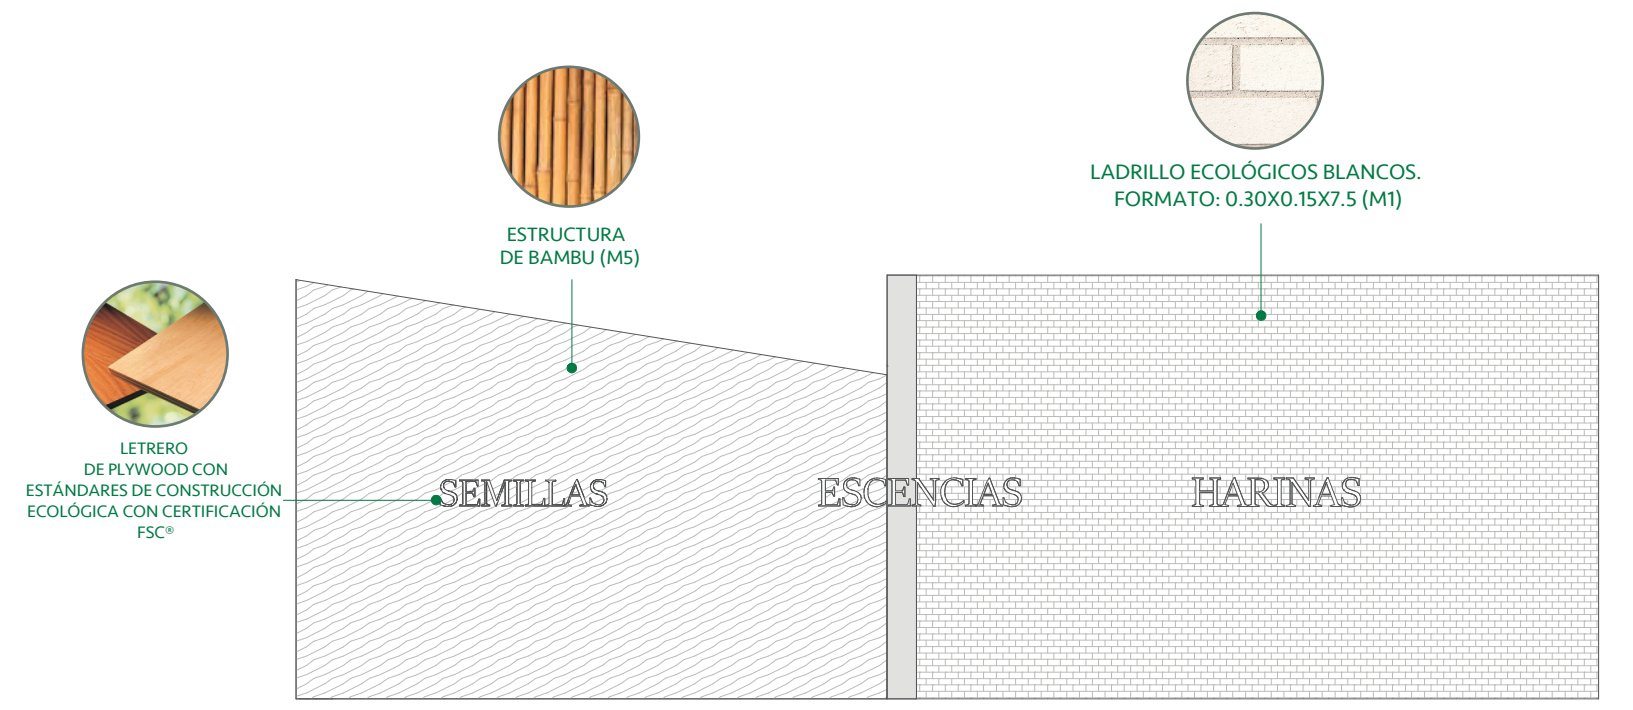 LADRILLO ECOLÓGICOS BLANCOS.
FORMATO: 0.30X0.15X7.5 (M1)
ESTRUCTURA
DE BAMBU (M5)
LETRERO
DE PLYWOOD CON
ESTÁNDARES DE CONSTRUCCIÓN
ECOLÓGICA CON CERTIFICACIÓN
FSC®
SEMILLAS
ESCENCIAS
HARINAS